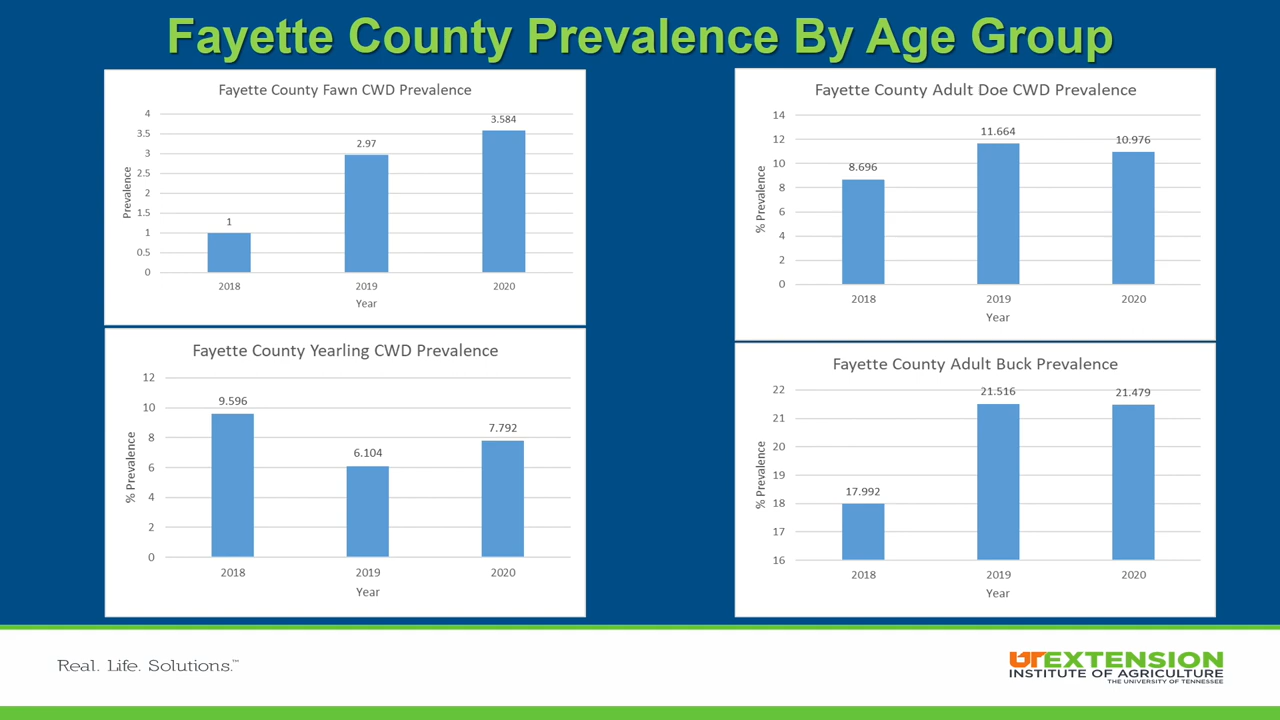 Fayette County Prevalence By Age Group
Fayette County Fawn CWD Prevalence
4
3.5
3
2.5
2
1.5
1
0.5
0
Prevalence
1
2.97
3.584
2018 2019 2020
Year
Fayette County Adult Doe CWD Prevalence
14
12
10
8
6
4
2
0
% Prevalence
8.696
11.664
10.976
2018 2019 2020
Year
Fayette County Yearling CWD Prevalence
12
10
8
6
4
2
0
% Prevalence
9.596
6.104
7.792
2018 2019 2020
Year
Fayette County Adult Buck Prevalence
22
21
20
19
18
17
16
% Prevalence
17.992
21.516
21.479
2018 2019 2020
Year
Real. Life. Solutions.™
UT EXTENSION
INSTITUTE OF AGRICULTURE
THE UNIVERSITY OF TENNESSEE